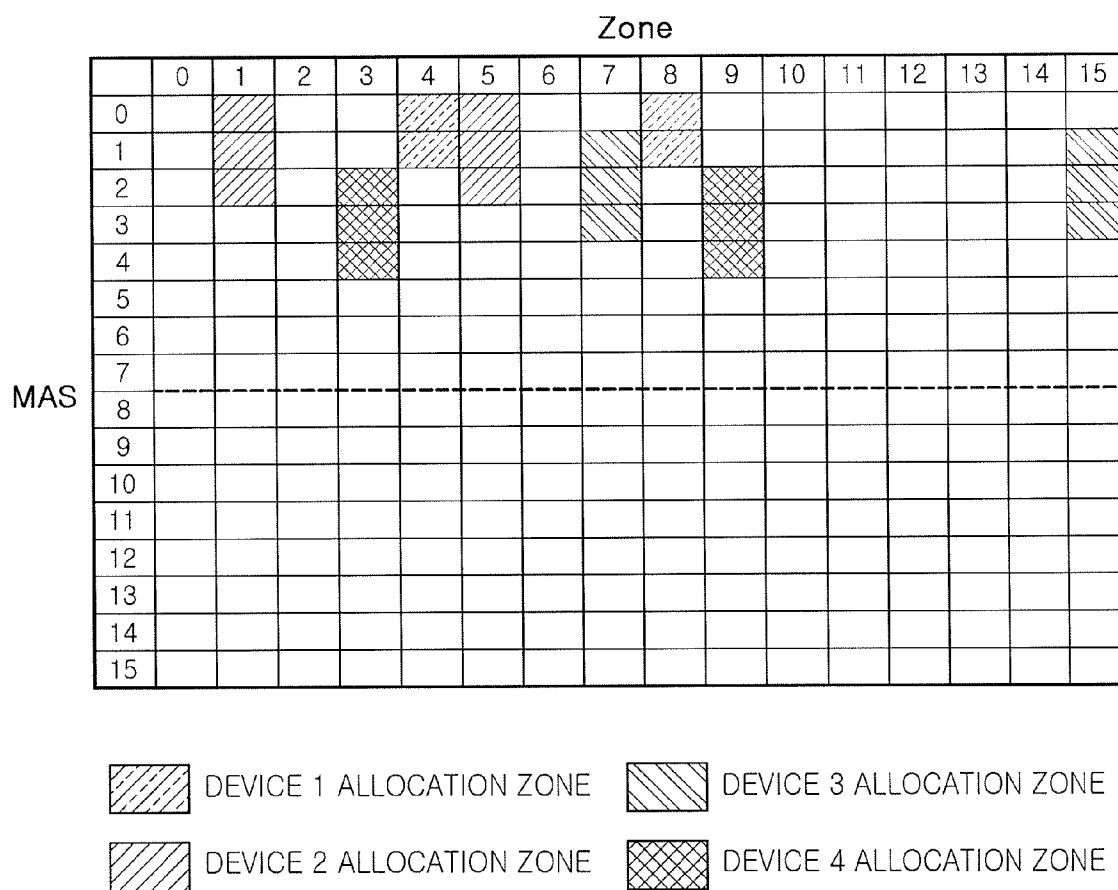 Zone
0 1 2 3 4 5 6 7 8 9 10 11 12 13 14 15
0
1
2
3
4
5
6
7
MAS
8
9
10
11
12
13
14
15
DEVICE 1 ALLOCATION ZONE
DEVICE 3 ALLOCATION ZONE
DEVICE 2 ALLOCATION ZONE
DEVICE 4 ALLOCATION ZONE